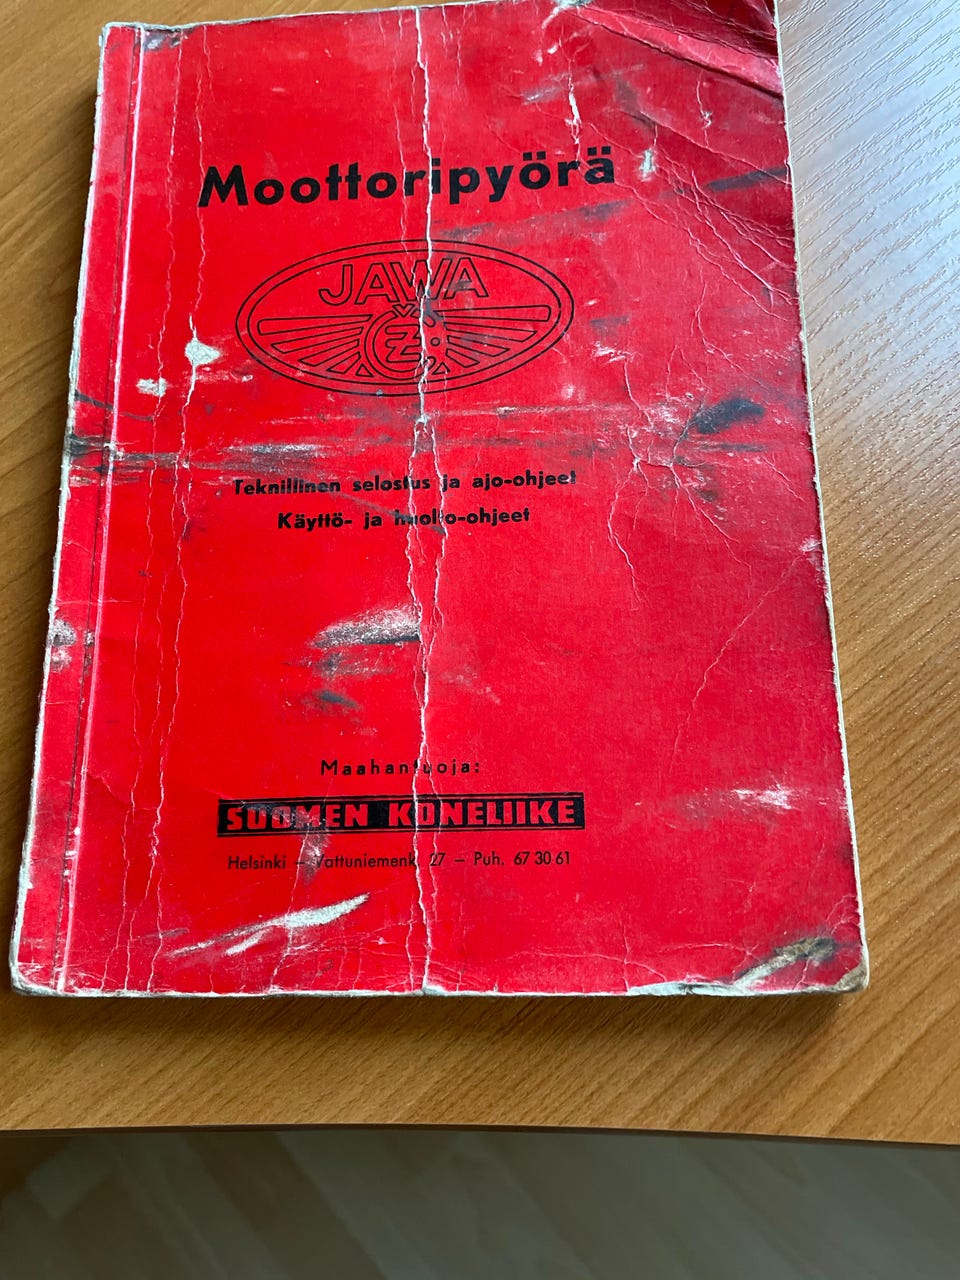 Moottoripyörä
JAWA
ČZ
Teknillinen selostus ja ajo-ohjeet
Käyttö- ja huolto-ohjeet
Maahantuoja:
SUOMEN KONELIIKE
Helsinki – Vattuniemenk. 27 – Puh. 67 30 61